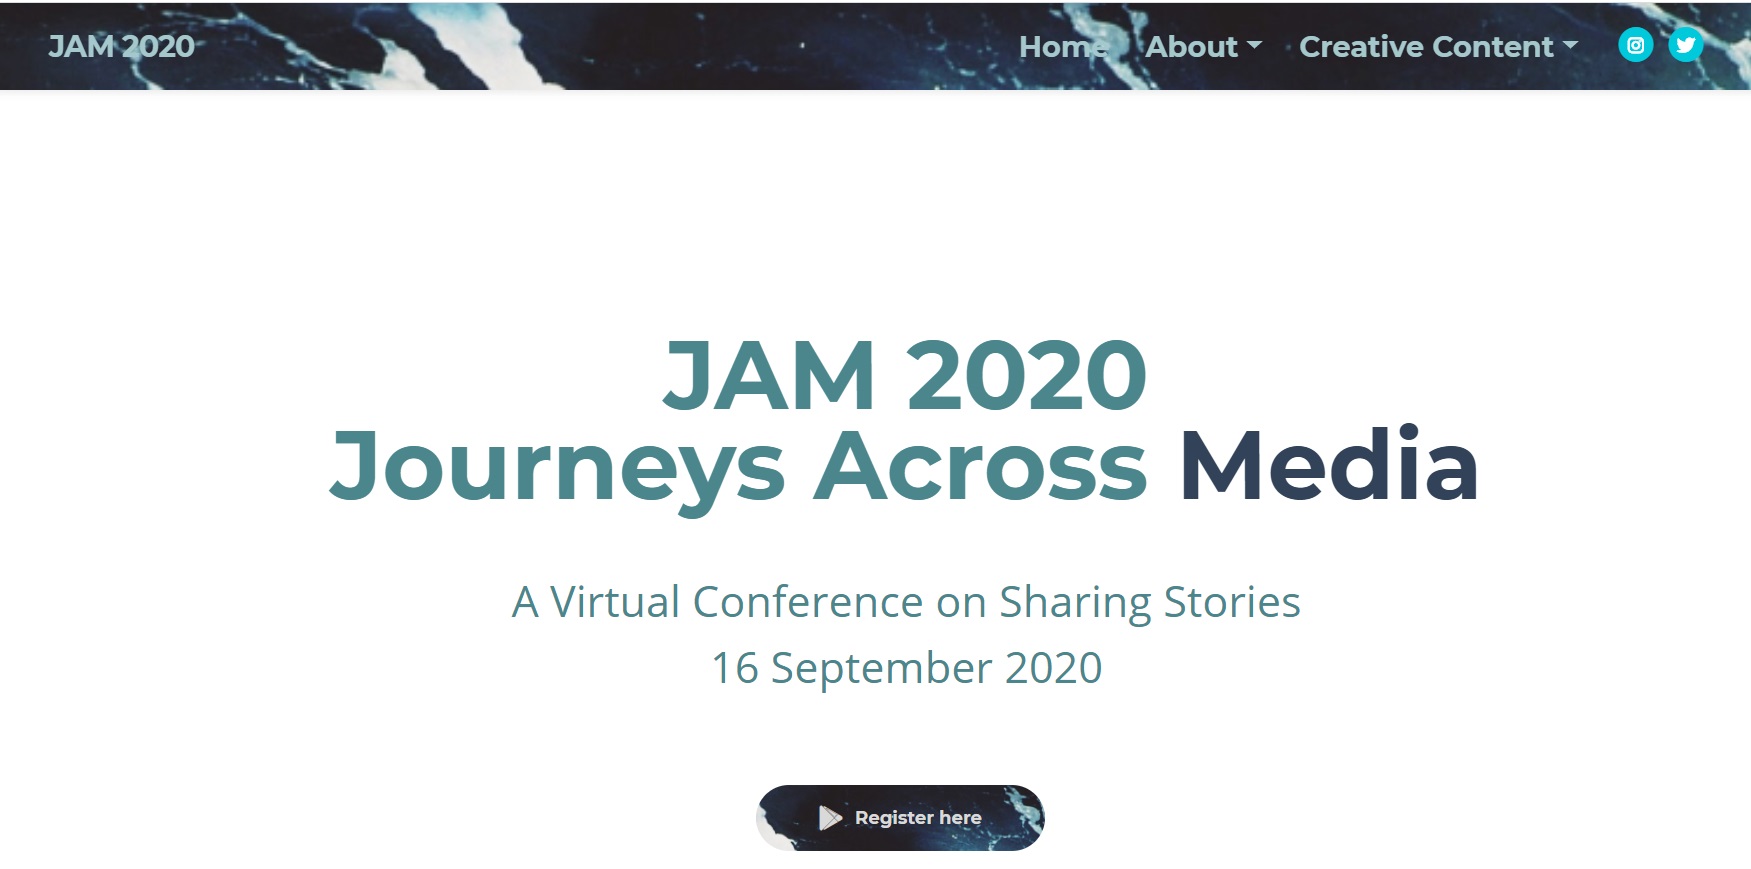 JAM 2020
Home About Creative Content
JAM 2020
Journeys Across Media
A Virtual Conference on Sharing Stories
16 September 2020
Register here